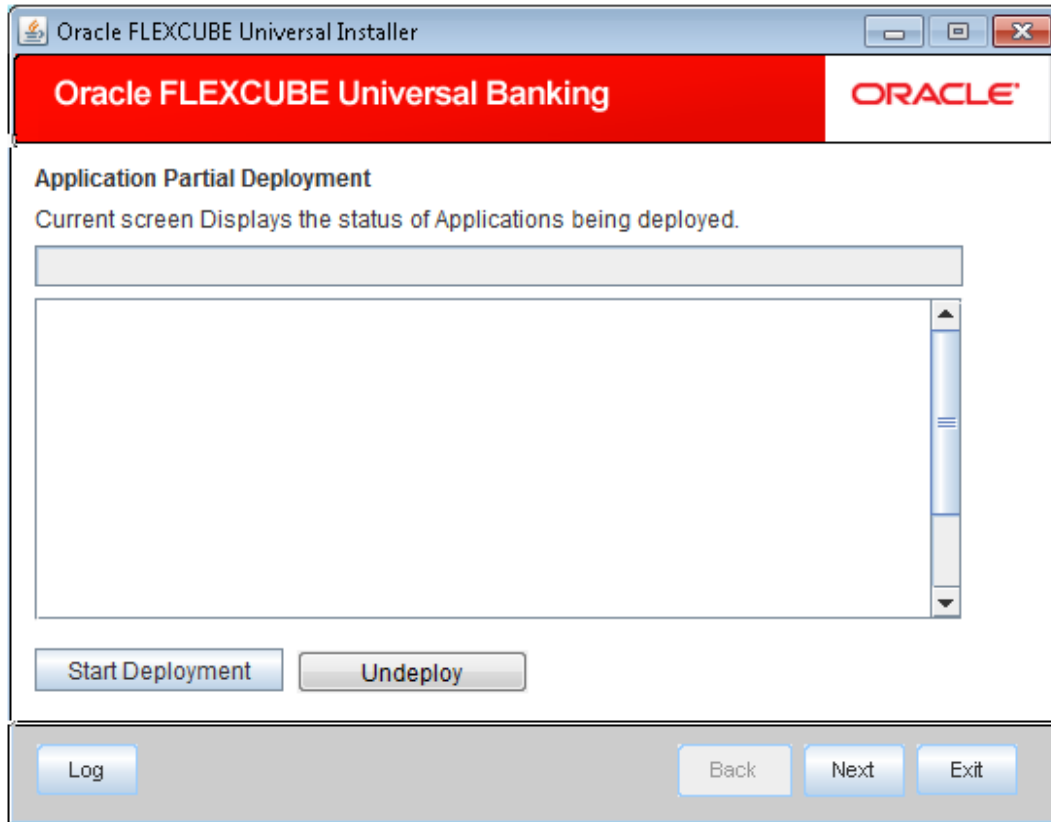 Oracle FLEXCUBE Universal Installer
Oracle FLEXCUBE Universal Banking
ORACLE
Application Partial Deployment
Current screen Displays the status of Applications being deployed.
Start Deployment
Undeploy
Log
Back
Next
Exit